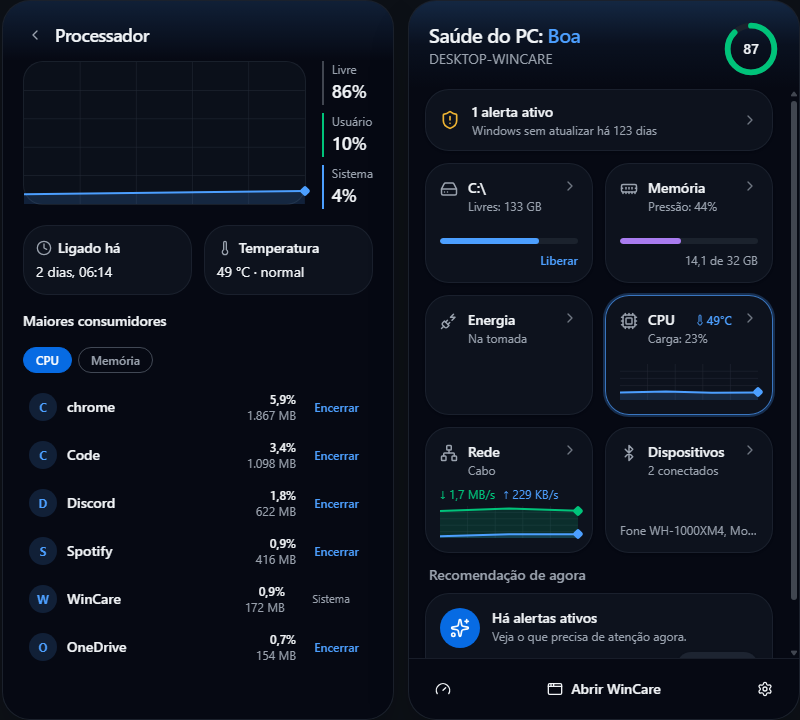 Processador
Livre
86%
Usuário
10%
Sistema
4%
Ligado há
2 dias, 06:14
Temperatura
49 °C · normal
Maiores consumidores
CPU
Memória
C
chrome
5,9%
1.867 MB
Encerrar
C
Code
3,4%
1.098 MB
Encerrar
D
Discord
1,8%
622 MB
Encerrar
S
Spotify
0,9%
416 MB
Encerrar
W
WinCare
0,9%
172 MB
Sistema
O
OneDrive
0,7%
154 MB
Encerrar
Saúde do PC: Boa
DESKTOP-WINCARE
87
1 alerta ativo
Windows sem atualizar há 123 dias
C:\
Livres: 133 GB
Liberar
Memória
Pressão: 44%
14,1 de 32 GB
Energia
Na tomada
CPU
49°C
Carga: 23%
Rede
Cabo
↓ 1,7 MB/s ↑ 229 KB/s
Dispositivos
2 conectados
Fone WH-1000XM4, Mo...
Recomendação de agora
Há alertas ativos
Veja o que precisa de atenção agora.
Abrir WinCare